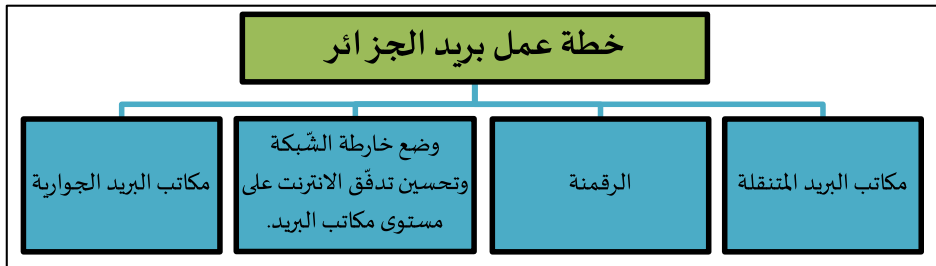 خطة عمل بريد الجزائر
مكاتب البريد المتنقلة
الرقمنة
وضع خارطة الشّبكة
وتحسين تدفّق الانترنت على
مستوى مكاتب البريد.
مكاتب البريد الجوارية